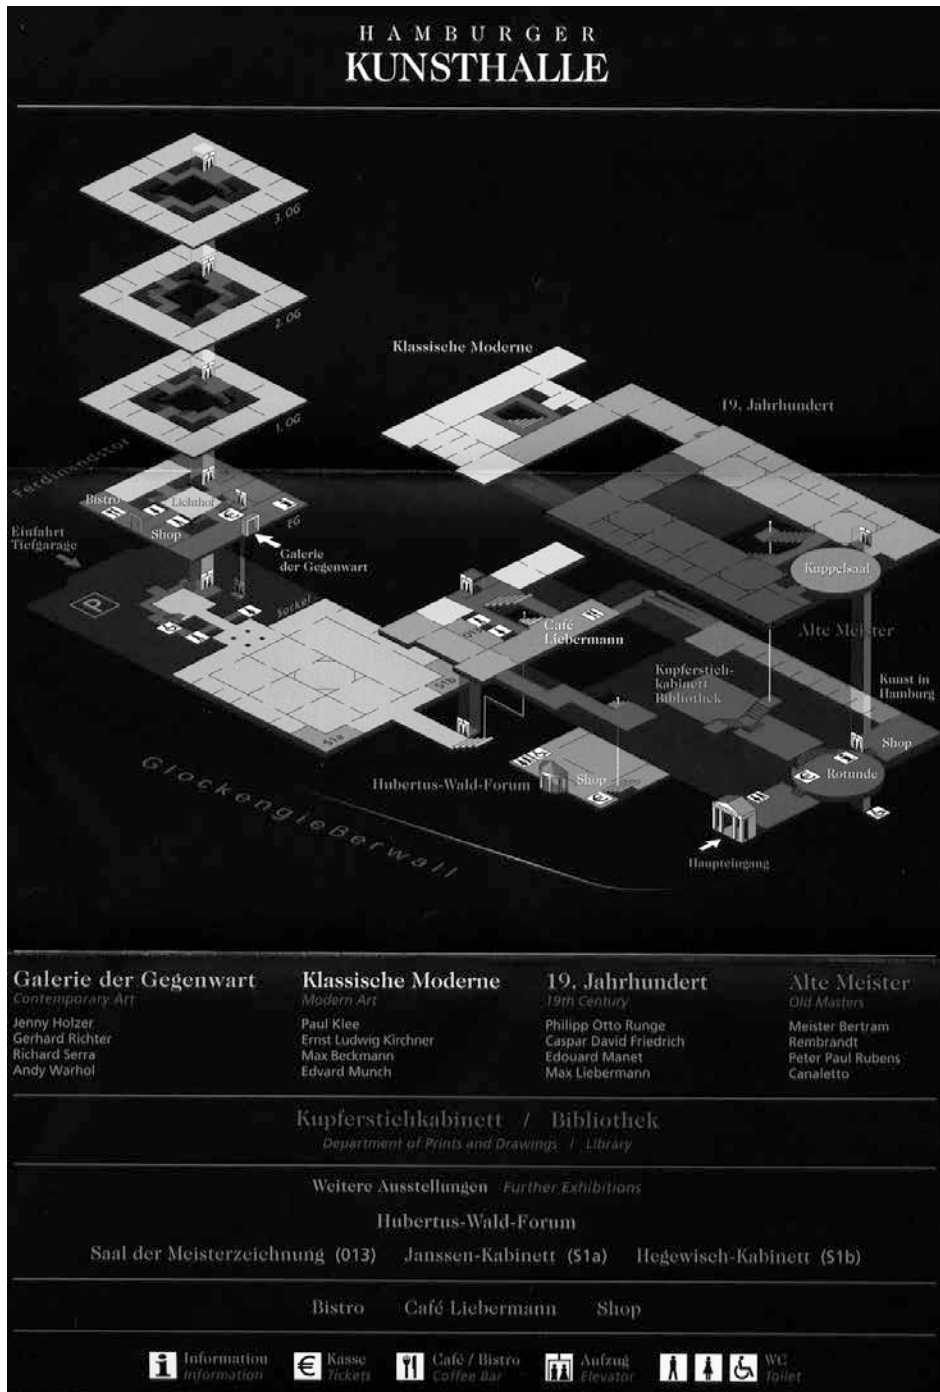 HAMBURGER
KUNSTHALLE
3. OG
2. OG
Klassische Moderne
19. Jahrhundert
1. OG
Ferdinandstor
Bistro
Lichthof
EG
Shop
Einfahrt
Tiefgarage
Galerie
der Gegenwart
Kuppelsaal
P
Sockel
013
Café
Liebermann
Alte Meister
Kupferstich-
kabinett
Bibliothek
Kunst in
Hamburg
S1b
S1a
Shop
Hubertus-Wald-Forum
Shop
Rotunde
Glockengießerwall
Haupteingang
Galerie der Gegenwart
Contemporary Art
Jenny Holzer
Gerhard Richter
Richard Serra
Andy Warhol
Klassische Moderne
Modern Art
Paul Klee
Ernst Ludwig Kirchner
Max Beckmann
Edvard Munch
19. Jahrhundert
19th Century
Philipp Otto Runge
Caspar David Friedrich
Edouard Manet
Max Liebermann
Alte Meister
Old Masters
Meister Bertram
Rembrandt
Peter Paul Rubens
Canaletto
Kupferstichkabinett / Bibliothek
Department of Prints and Drawings / Library
Weitere Ausstellungen Further Exhibitions
Hubertus-Wald-Forum
Saal der Meisterzeichnung (013) Janssen-Kabinett (S1a) Hegewisch-Kabinett (S1b)
Bistro Café Liebermann Shop
i Information
Information
€ Kasse
Tickets
Café / Bistro
Coffee Bar
Aufzug
Elevator
WC
Toilet